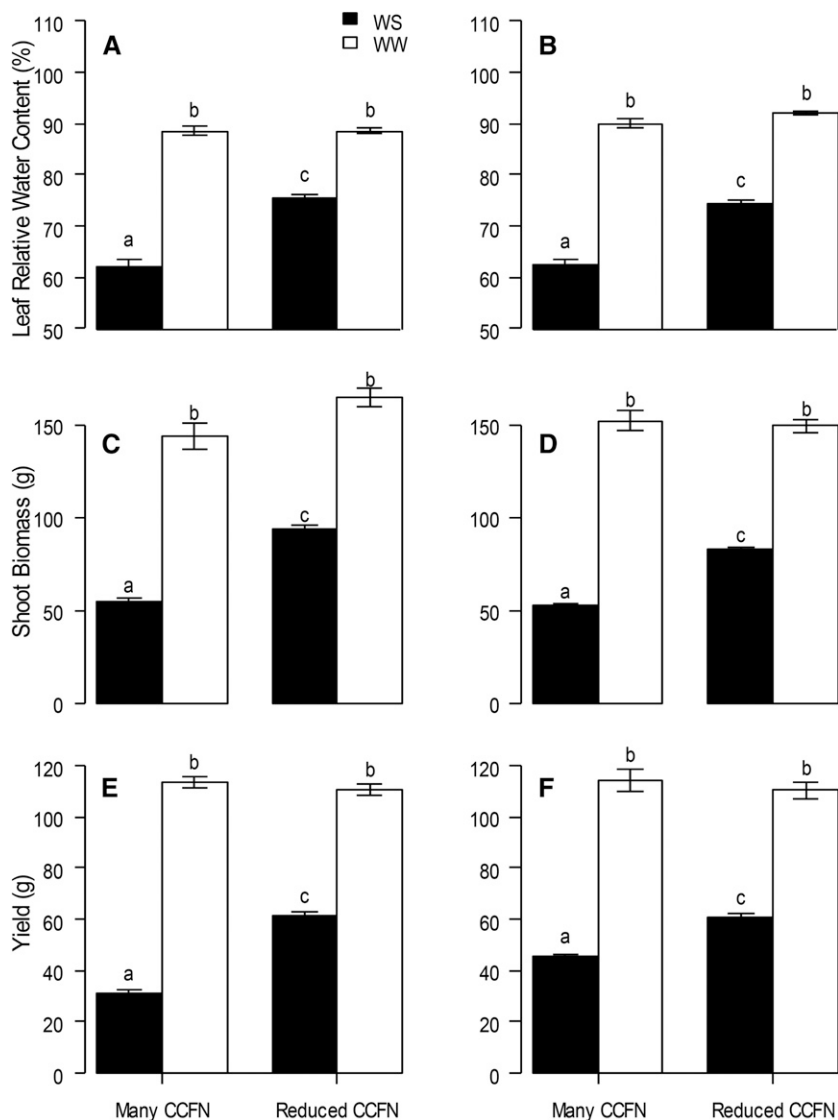 Leaf Relative Water Content (%)
110
100
90
80
70
60
50
A
WS
WW
a
b
c
b
110
100
90
80
70
60
50
B
a
b
c
b
Shoot Biomass (g)
150
100
50
0
C
a
b
c
b
150
100
50
0
D
a
b
c
b
Yield (g)
120
100
80
60
40
20
0
E
a
b
c
b
120
100
80
60
40
20
0
F
a
b
c
b
Many CCFN Reduced CCFN
Many CCFN Reduced CCFN